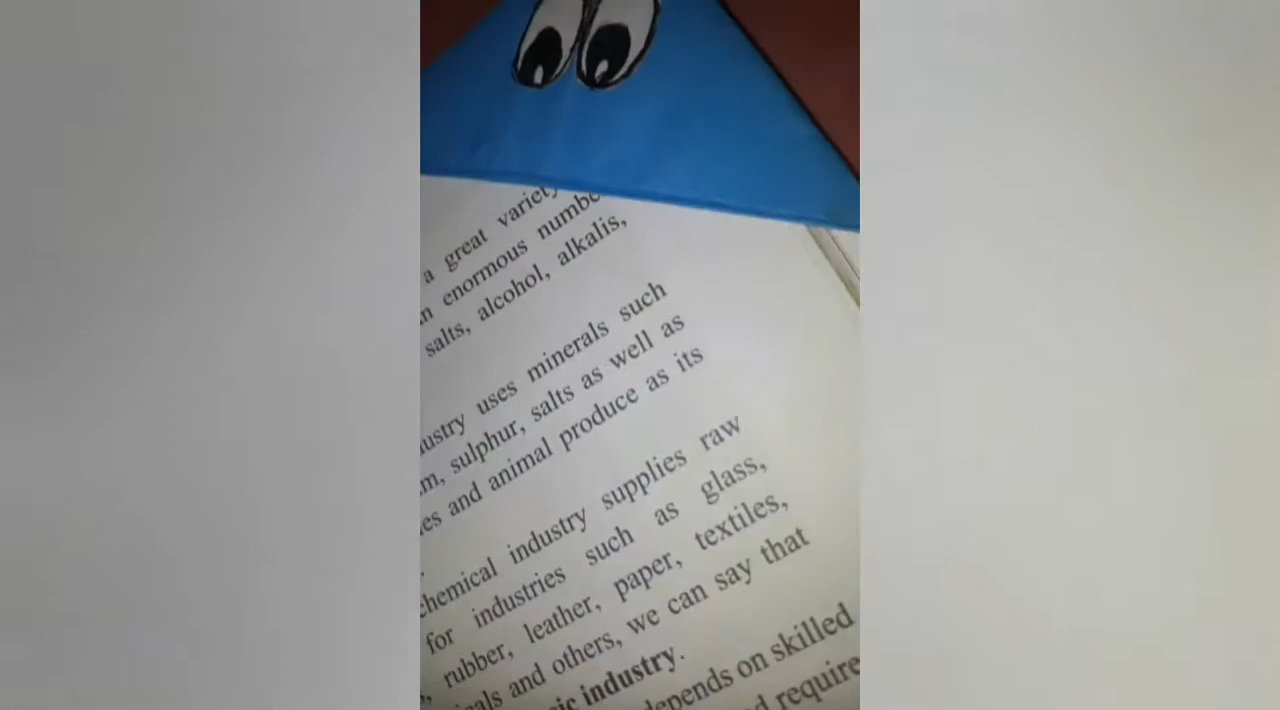 a great variety
enormous numbe
salts, alcohol, alkalis,
ustry uses minerals such
m, sulphur, salts as well as
es and animal produce as its
chemical industry supplies raw
for industries such as glass,
rubber, leather, paper, textiles,
als and others, we can say that
ic industry.
depends on skilled
d require